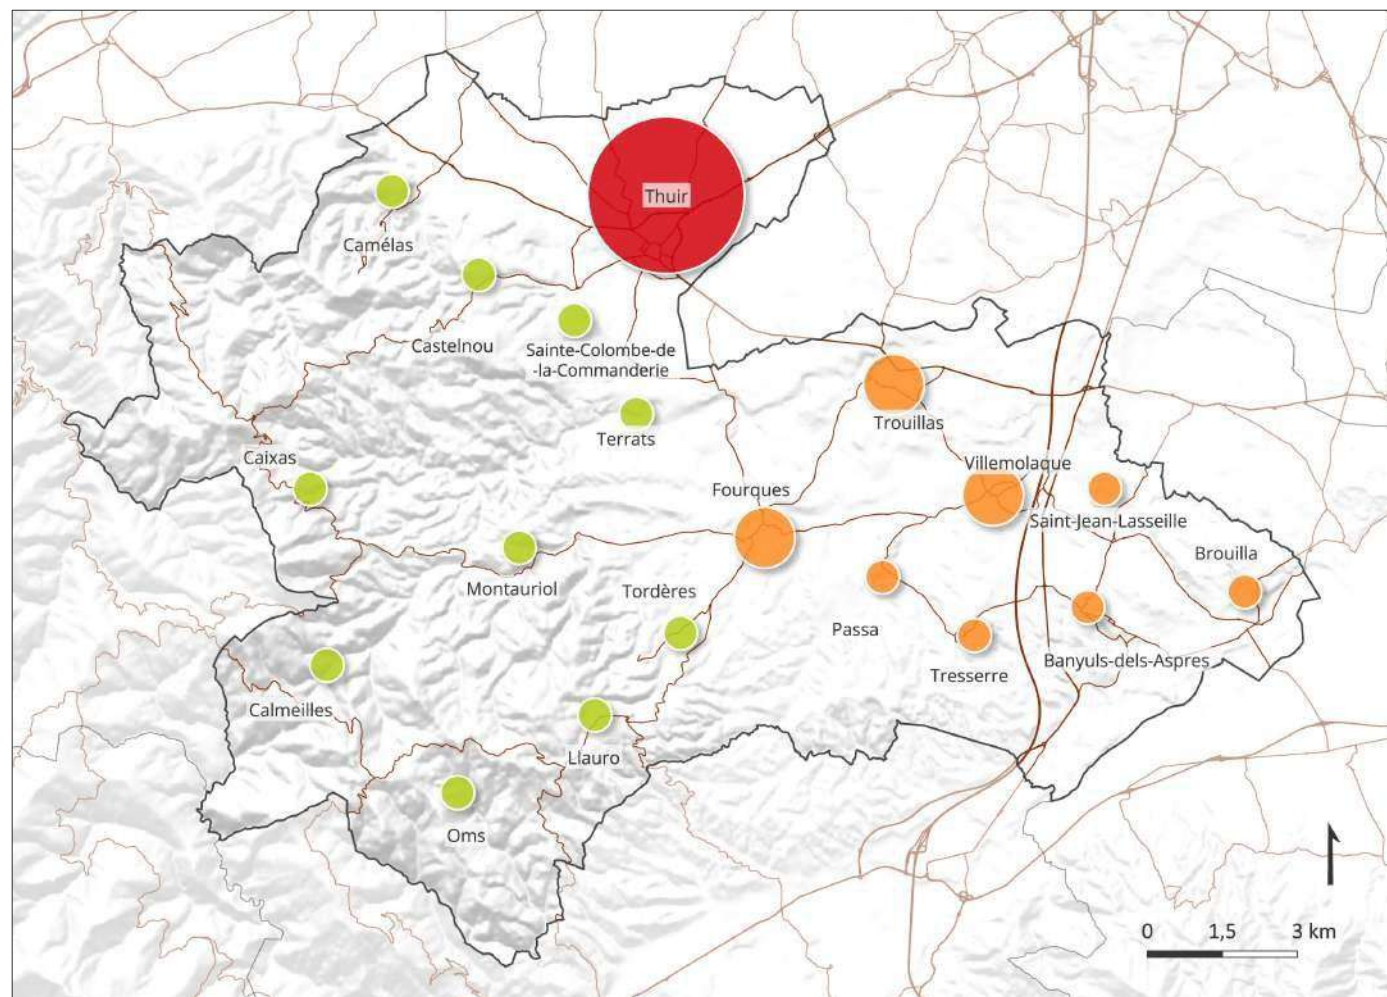 Thuir
Camélas
Castelnou
Sainte-Colombe-de
-la-Commanderie
Trouillas
Terrats
Caixas
Villemolaque
Fourques
Saint-Jean-Lasseille
Brouilla
Montauriol
Tordères
Passa
Banyuls-dels-Aspres
Tresserre
Calmeilles
Llauro
Oms
0 1,5 3 km